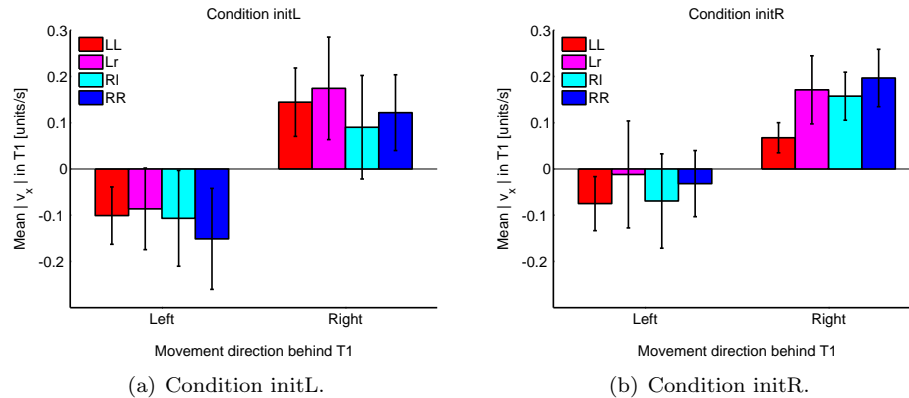 Condition initL
0.3
0.2
0.1
0
-0.1
-0.2
Mean | v_x | in T1 [units/s]
LL
Lr
Rl
RR
Left
Right
Movement direction behind T1
(a) Condition initL.
Condition initR
0.3
0.2
0.1
0
-0.1
-0.2
Mean | v_x | in T1 [units/s]
LL
Lr
Rl
RR
Left
Right
Movement direction behind T1
(b) Condition initR.